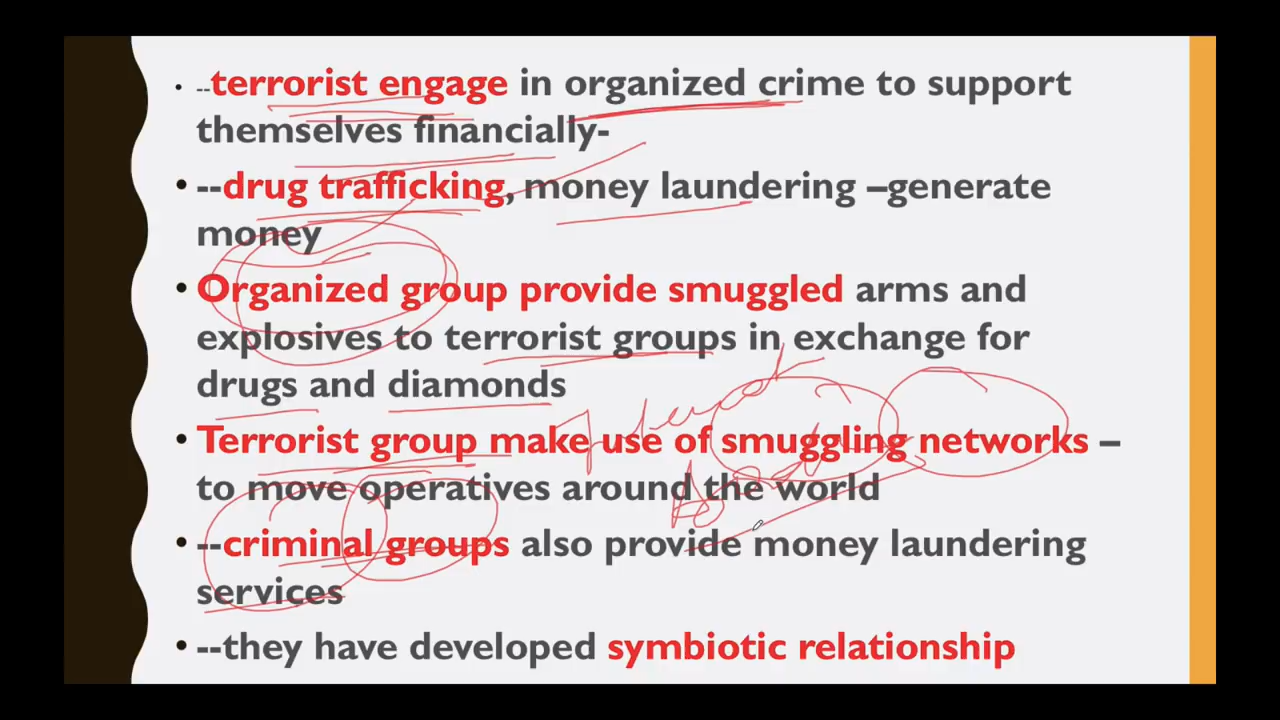 • --terrorist engage in organized crime to support
themselves financially-
• --drug trafficking, money laundering –generate
money
• Organized group provide smuggled arms and
explosives to terrorist groups in exchange for
drugs and diamonds
• Terrorist group make use of smuggling networks –
to move operatives around the world
• --criminal groups also provide money laundering
services
• --they have developed symbiotic relationship